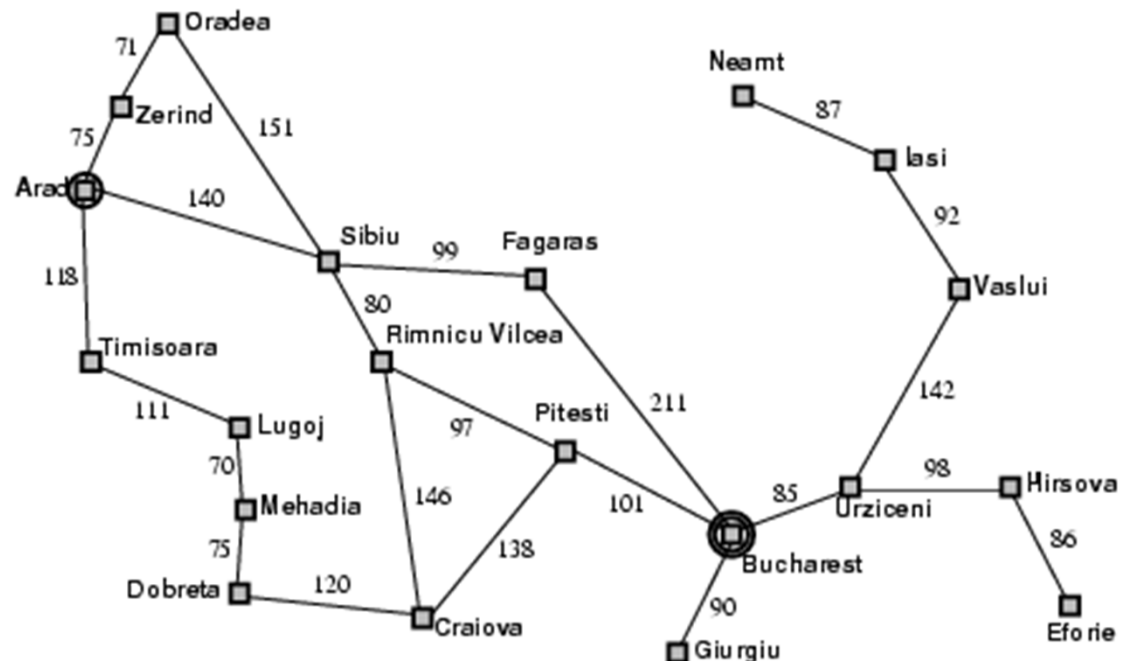 Oradea
71
Neamt
Zerind
87
75
151
Iasi
Arad
140
92
Sibiu
99
Fagaras
118
80
Vaslui
Rimnicu Vilcea
Timisoara
211
142
111
Pitesti
Lugoj
97
70
98
Hirsova
146
101
85
Urziceni
Mehadia
75
138
86
Bucharest
Dobreta
120
90
Craiova
Eforie
Giurgiu